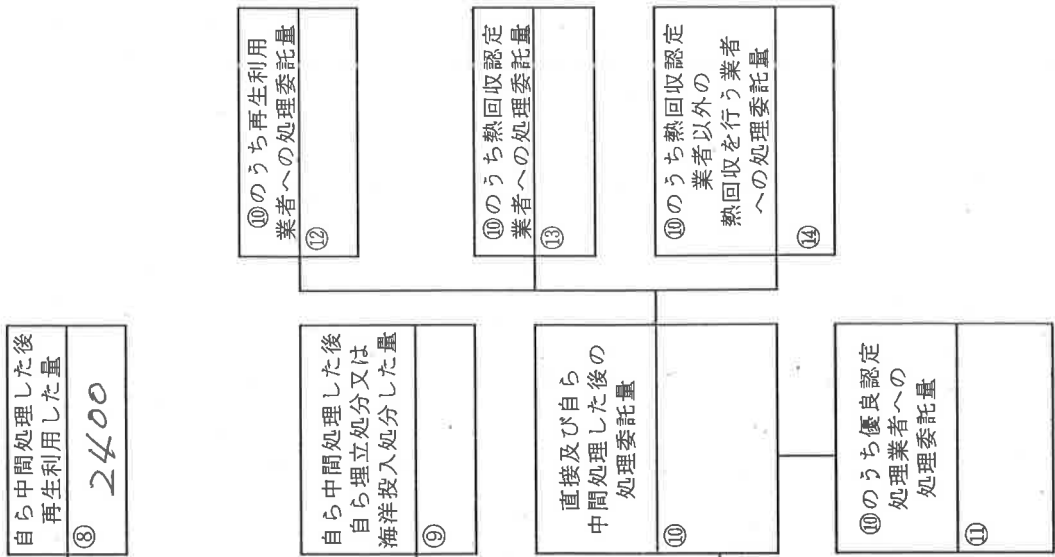 自ら中間処理した後
再生利用した量
⑧
2400
自ら中間処理した後
自ら埋立処分又は
海洋投入処分した量
⑨
直接及び自ら
中間処理した後の
処理委託量
⑩
⑩のうち優良認定
処理業者への
処理委託量
⑪
⑩のうち再生利用
業者への処理委託量
⑫
⑩のうち熱回収認定
業者への処理委託量
⑬
⑩のうち熱回収認定
業者以外の
熱回収を行う業者
への処理委託量
⑭